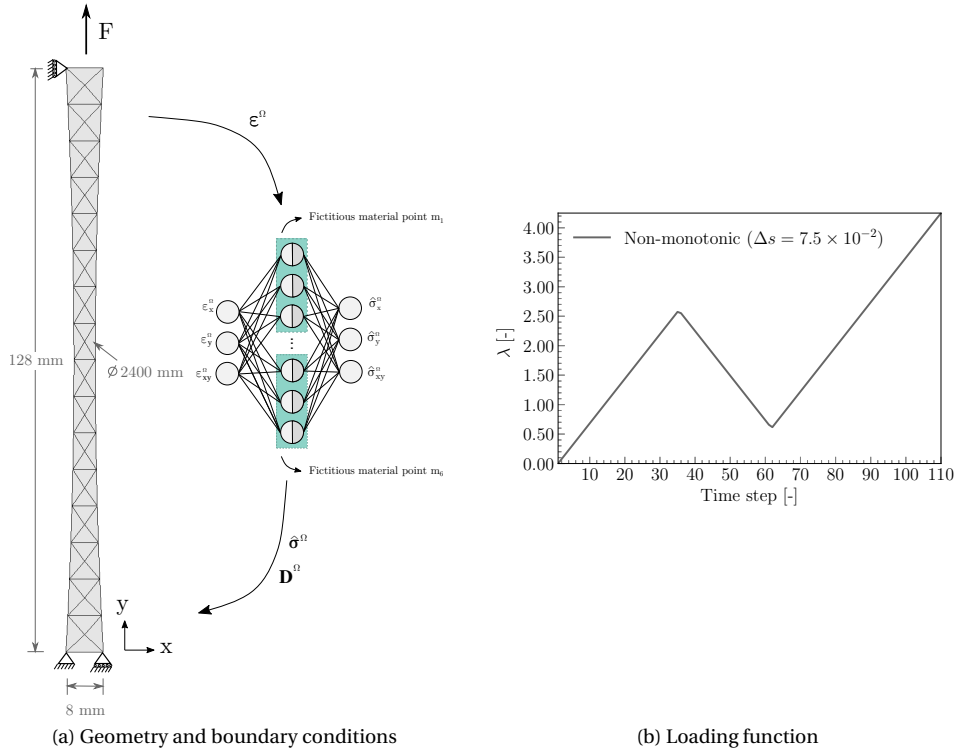 F
ε^Ω
Fictitious material point m₁
ε_x^Ω
ε_y^Ω
ε_xy^Ω
σ̂_x^Ω
σ̂_y^Ω
σ̂_xy^Ω
⋮
128 mm
∅ 2400 mm
Fictitious material point m₆
σ̂^Ω
D^Ω
y
x
8 mm
(a) Geometry and boundary conditions
Non-monotonic (Δs = 7.5 × 10⁻²)
4.00
3.50
3.00
2.50
2.00
1.50
1.00
0.50
0.00
λ [-]
10 20 30 40 50 60 70 80 90 100 110
Time step [-]
(b) Loading function